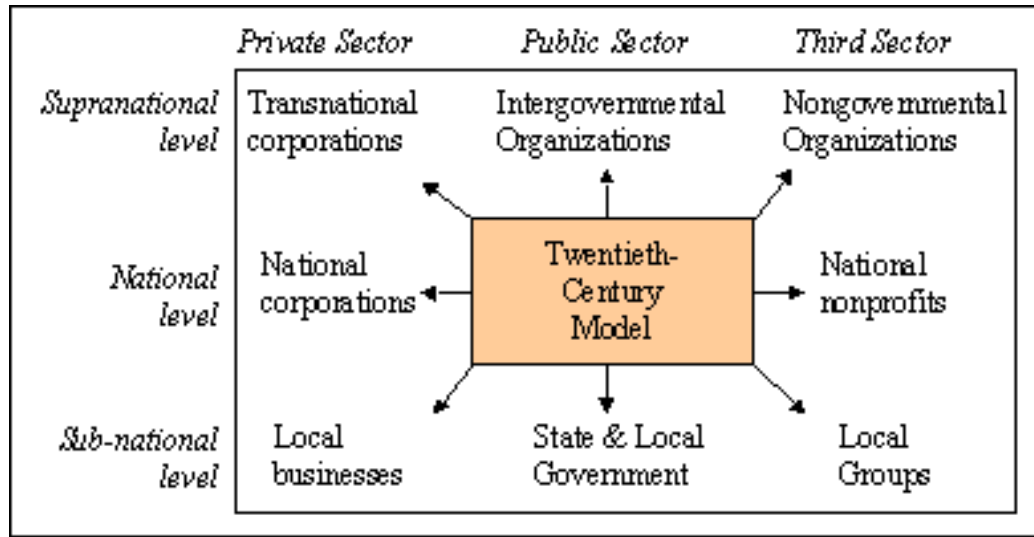 Private Sector Public Sector Third Sector
Supranational level
Transnational corporations
Intergovernmental Organizations
Nongovernmental Organizations
National level
National corporations
Twentieth-
Century
Model
National nonprofits
Sub-national level
Local businesses
State & Local Government
Local Groups